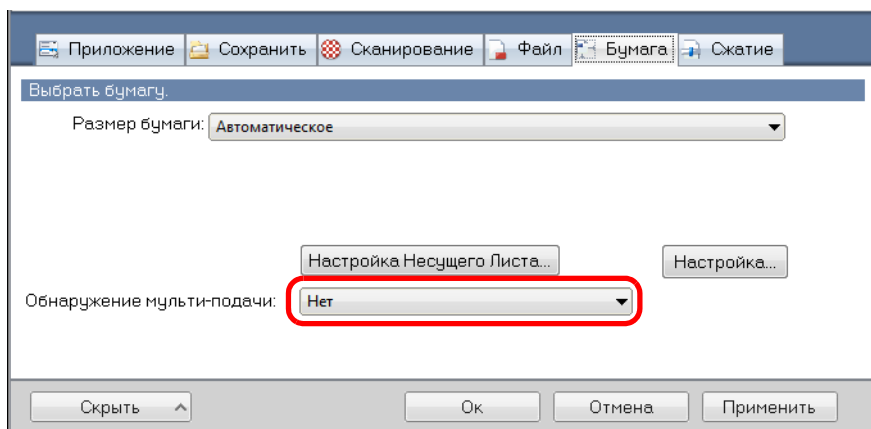 Приложение Сохранить Сканирование Файл Бумага Сжатие
Выбрать бумагу.
Размер бумаги: Автоматическое
Настройка Несущего Листа... Настройка...
Обнаружение мульти-подачи: Нет
Скрыть Ок Отмена Применить